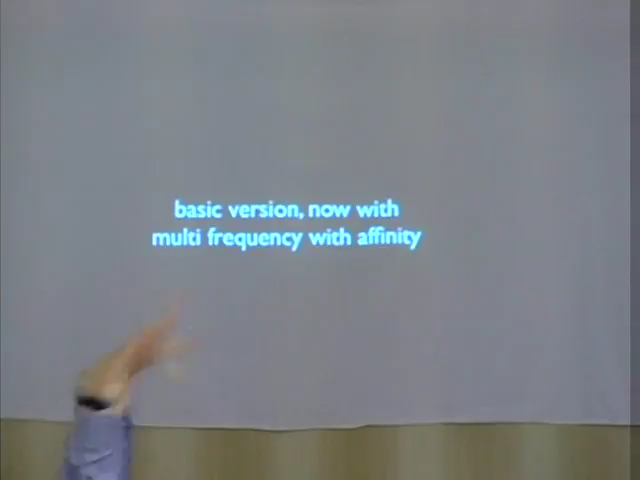 basic version, now with
multi frequency with affinity